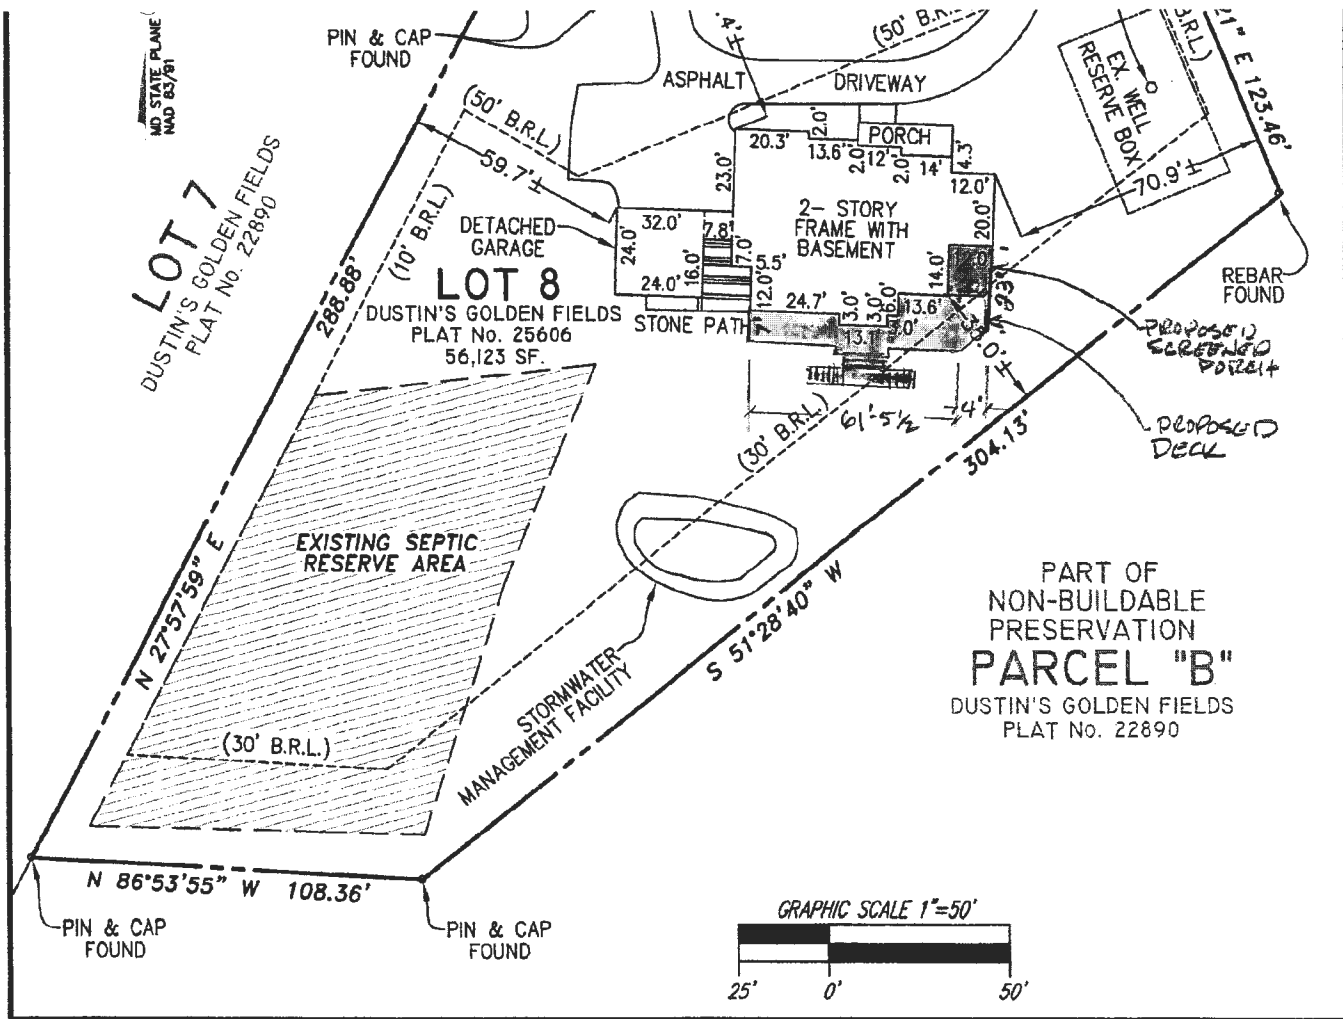 MD STATE PLANE
NAD 83/91
PIN & CAP
FOUND
ASPHALT
DRIVEWAY
(50' B.R.L.)
B.R.L.)
21" E 123.46'
EX. WELL
RESERVE BOX
70.9'±
REBAR
FOUND
LOT 7
DUSTIN'S GOLDEN FIELDS
PLAT No. 22890
(50' B.R.L.)
59.7'±
(10' B.R.L.)
288.88'
N 27°57'59" E
DETACHED
GARAGE
LOT 8
DUSTIN'S GOLDEN FIELDS
PLAT No. 25606
56,123 SF.
STONE PATH
32.0'
24.0'
24.0'
16.0'
7.8'
7.0'
5.5'
12.0'
23.0'
20.3'
2.0'
13.6'
2.0'
12'
2.0'
14'
PORCH
4.3'
12.0'
20.0'
2- STORY
FRAME WITH
BASEMENT
14.0'
24.7'
3.0'
3.0'
6.0'
13.6'
13.1'
7'
PROPOSED
SCREENED
PORCH
PROPOSED
DECK
61'-5½
4'
(30' B.R.L.)
304.13'
S 51°28'40" W
EXISTING SEPTIC
RESERVE AREA
(30' B.R.L.)
STORMWATER
MANAGEMENT FACILITY
PART OF
NON-BUILDABLE
PRESERVATION
PARCEL "B"
DUSTIN'S GOLDEN FIELDS
PLAT No. 22890
N 86°53'55" W 108.36'
PIN & CAP
FOUND
PIN & CAP
FOUND
GRAPHIC SCALE 1"=50'
25' 0' 50'